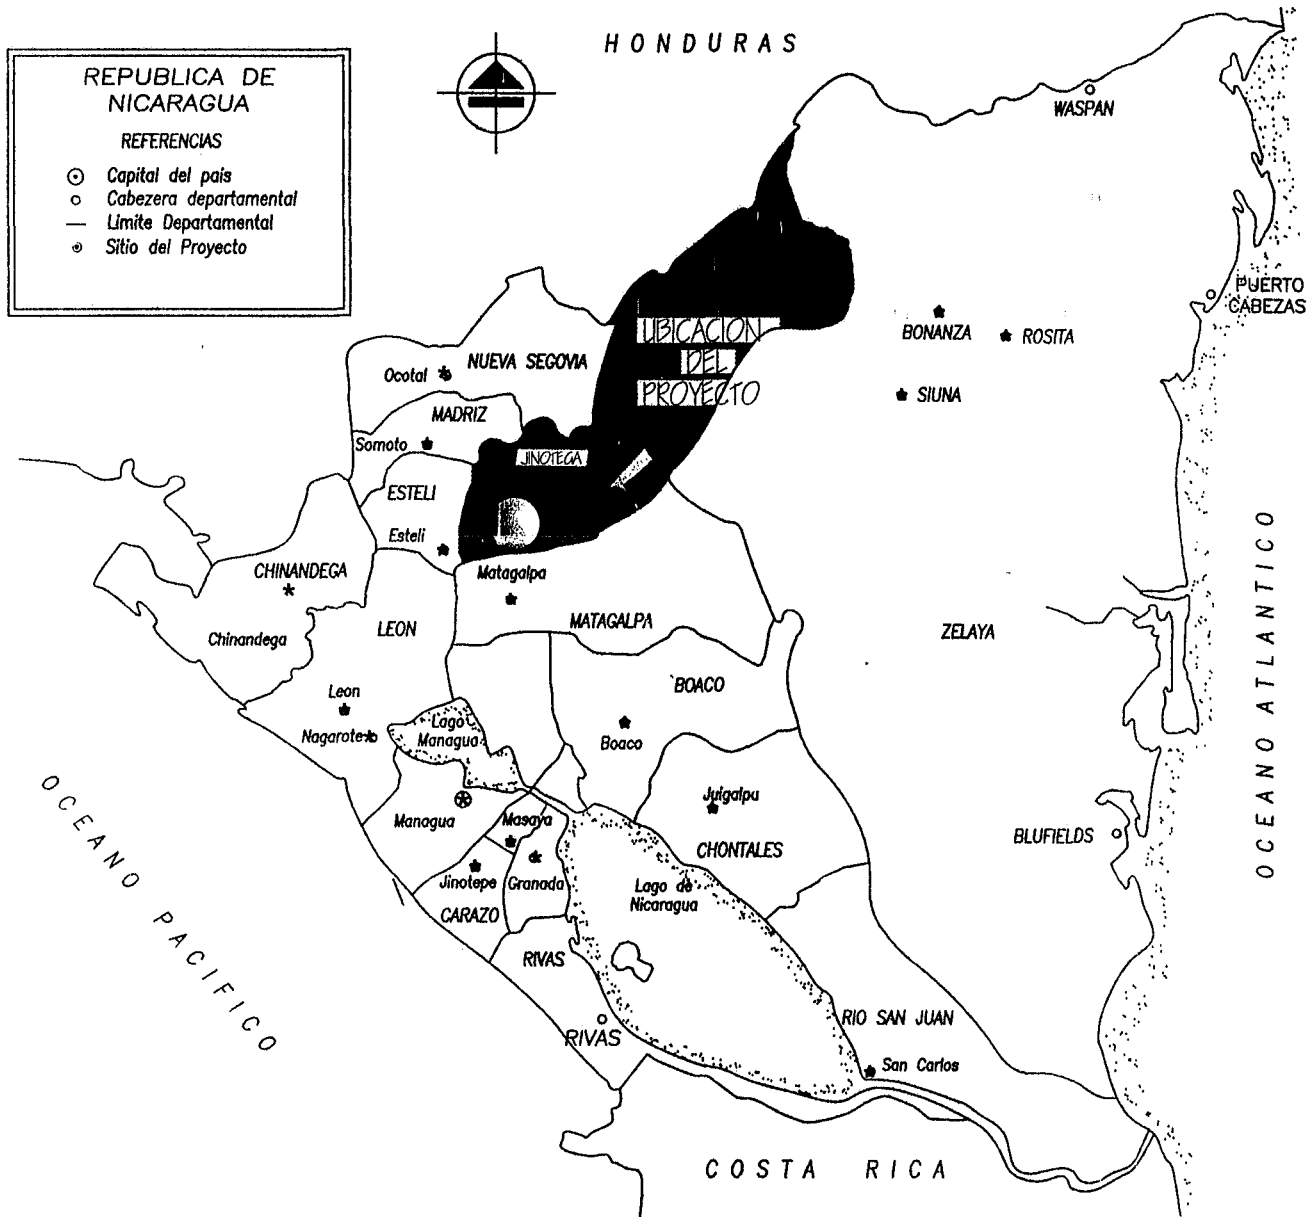 HONDURAS
REPUBLICA DE
NICARAGUA
REFERENCIAS
Capital del pais
Cabezera departamental
Limite Departamental
Sitio del Proyecto
WASPAN
PUERTO
CABEZAS
BONANZA
ROSITA
SIUNA
UBICACION
DEL
PROYECTO
NUEVA SEGOVIA
Ocotal
MADRIZ
Somoto
JINOTEGA
ESTELI
Esteli
CHINANDEGA
Chinandega
Matagalpa
MATAGALPA
LEON
ZELAYA
BOACO
Leon
Nagarote
Lago
Managua
Boaco
Juigalpu
Managua
Masaya
CHONTALES
BLUFIELDS
Jinotepe
Granada
CARAZO
Lago de
Nicaragua
RIVAS
RIVAS
RIO SAN JUAN
San Carlos
OCEANO PACIFICO
OCEANO ATLANTICO
COSTA RICA